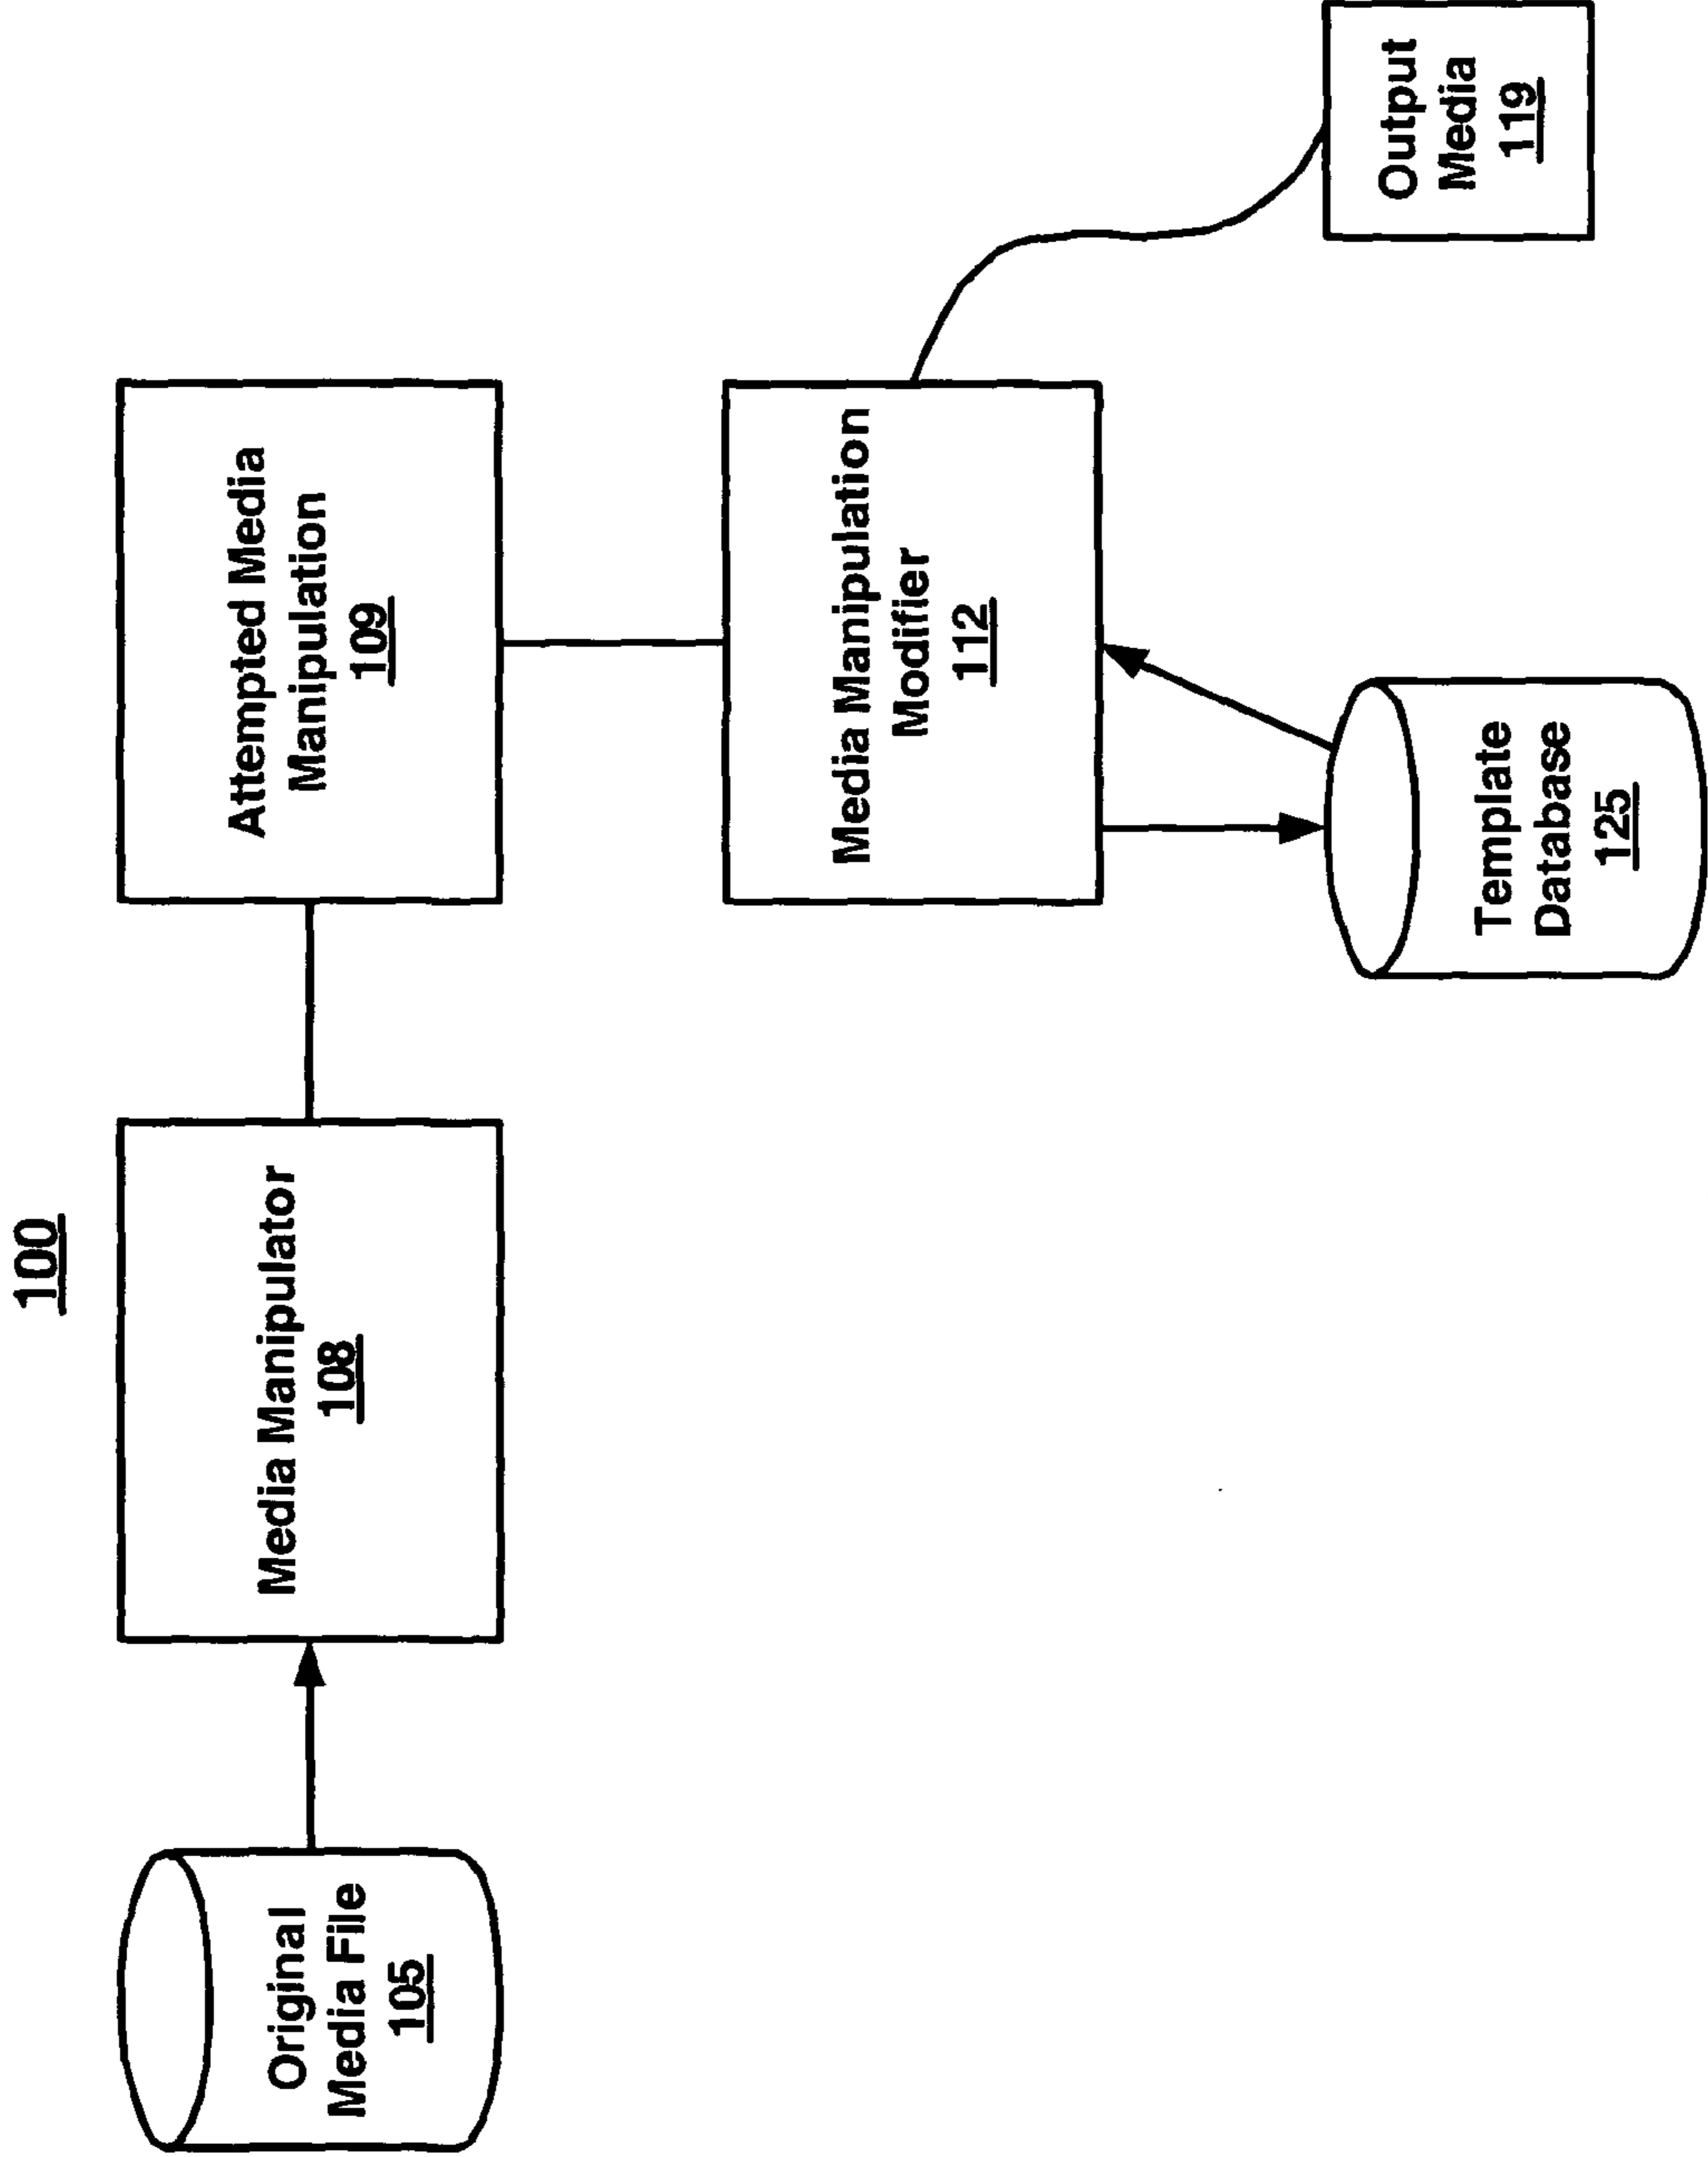 100
Original
Media File
105
Media Manipulator
108
Attempted Media
Manipulation
109
Media Manipulation
Modifier
112
Template
Database
125
Output
Media
119